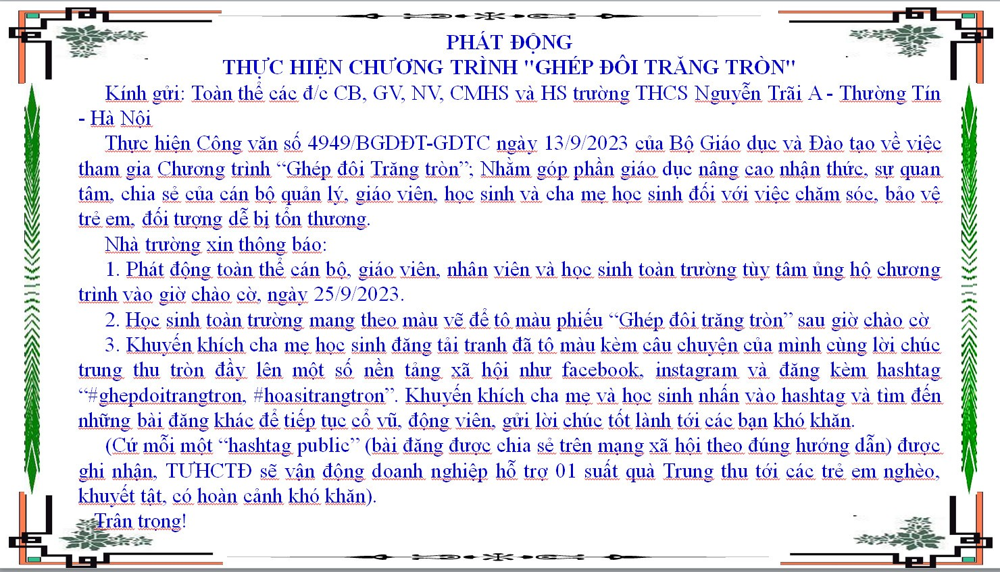 PHÁT ĐỘNG
THỰC HIỆN CHƯƠNG TRÌNH "GHÉP ĐÔI TRĂNG TRÒN"
Kính gửi: Toàn thể các đ/c CB, GV, NV, CMHS và HS trường THCS Nguyễn Trãi A - Thường Tín
- Hà Nội
Thực hiện Công văn số 4949/BGDĐT-GDTC ngày 13/9/2023 của Bộ Giáo dục và Đào tạo về việc
tham gia Chương trình “Ghép đôi Trăng tròn”; Nhằm góp phần giáo dục nâng cao nhận thức, sự quan
tâm, chia sẻ của cán bộ quản lý, giáo viên, học sinh và cha mẹ học sinh đối với việc chăm sóc, bảo vệ
trẻ em, đối tượng dễ bị tổn thương.
Nhà trường xin thông báo:
1. Phát động toàn thể cán bộ, giáo viên, nhân viên và học sinh toàn trường tùy tâm ủng hộ chương
trình vào giờ chào cờ, ngày 25/9/2023.
2. Học sinh toàn trường mang theo màu vẽ để tô màu phiếu “Ghép đôi trăng tròn” sau giờ chào cờ
3. Khuyến khích cha mẹ học sinh đăng tải tranh đã tô màu kèm câu chuyện của mình cùng lời chúc
trung thu tròn đầy lên một số nền tảng xã hội như facebook, instagram và đăng kèm hashtag
“#ghepdoitrangtron, #hoasitrangtron”. Khuyến khích cha mẹ và học sinh nhấn vào hashtag và tìm đến
những bài đăng khác để tiếp tục cổ vũ, động viên, gửi lời chúc tốt lành tới các bạn khó khăn.
(Cứ mỗi một “hashtag public” (bài đăng được chia sẻ trên mạng xã hội theo đúng hướng dẫn) được
ghi nhận, TƯHCTĐ sẽ vận động doanh nghiệp hỗ trợ 01 suất quà Trung thu tới các trẻ em nghèo,
khuyết tật, có hoàn cảnh khó khăn).
Trân trọng!